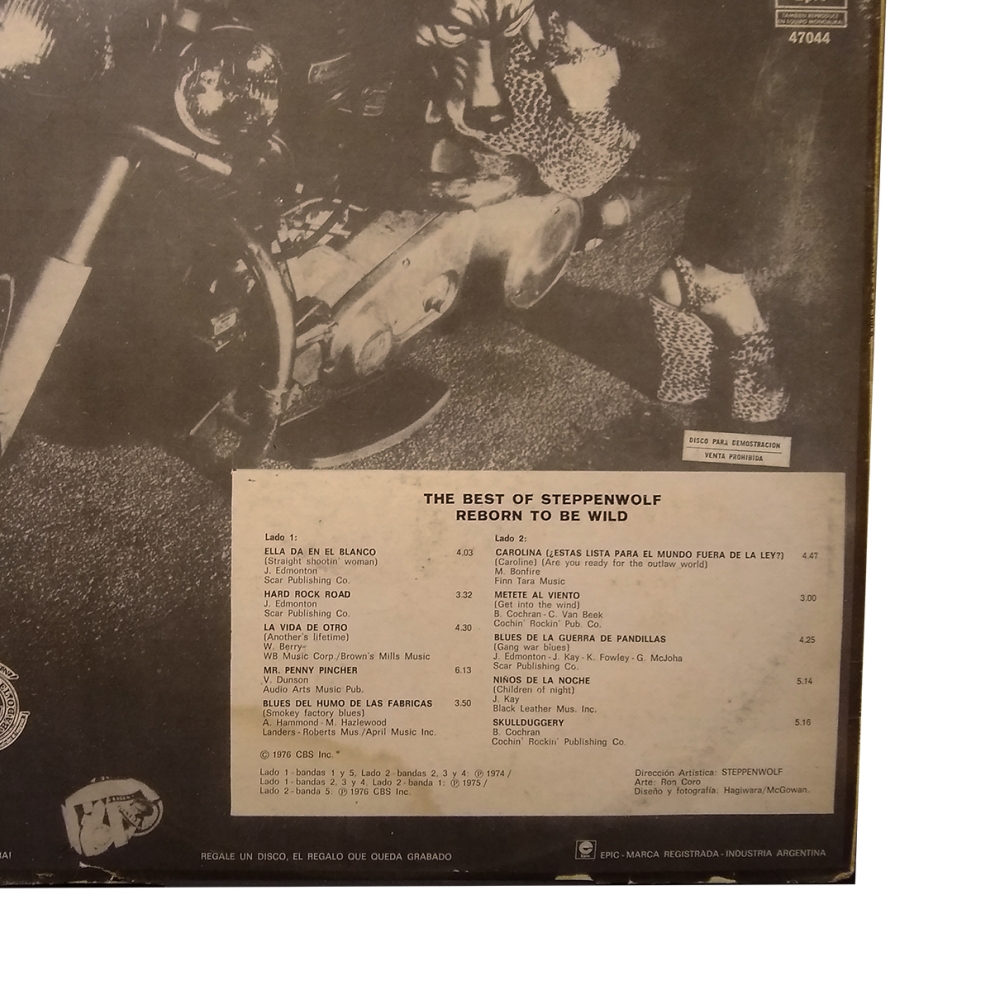 Epic
TAMBIEN REPRODUCE
EN EQUIPO MONOAURAL
47044
DISCO PARA DEMOSTRACION
VENTA PROHIBIDA
THE BEST OF STEPPENWOLF
REBORN TO BE WILD
Lado 1:
ELLA DA EN EL BLANCO 4.03
(Straight shootin' woman)
J. Edmonton
Scar Publishing Co.
HARD ROCK ROAD 3.32
J. Edmonton
Scar Publishing Co.
LA VIDA DE OTRO 4.30
(Another's lifetime)
W. Berry
WB Music Corp./Brown's Mills Music
MR. PENNY PINCHER 6.13
V. Dunson
Audio Arts Music Pub.
BLUES DEL HUMO DE LAS FABRICAS 3.50
(Smokey factory blues)
A. Hammond - M. Hazlewood
Landers - Roberts Mus./April Music Inc.
Lado 2:
CAROLINA (¿ESTAS LISTA PARA EL MUNDO FUERA DE LA LEY?) 4.47
(Caroline) (Are you ready for the outlaw world)
M. Bonfire
Finn Tara Music
METETE AL VIENTO 3.00
(Get into the wind)
B. Cochran - C. Van Beek
Cochin' Rockin' Pub. Co.
BLUES DE LA GUERRA DE PANDILLAS 4.25
(Gang war blues)
J. Edmonton - J. Kay - K. Fowley - G. McJoha
Scar Publishing Co.
NIÑOS DE LA NOCHE 5.14
(Children of night)
J. Kay
Black Leather Mus. Inc.
SKULLDUGGERY 5.16
B. Cochran
Cochin' Rockin' Publishing Co.
© 1976 CBS Inc.
Lado 1 - bandas 1 y 5, Lado 2 - bandas 2, 3 y 4: ℗ 1974 /
Lado 1 - bandas 2, 3 y 4, Lado 2 - banda 1: ℗ 1975 /
Lado 2 - banda 5: ℗ 1976 CBS Inc.
Dirección Artística: STEPPENWOLF
Arte: Ron Coro
Diseño y fotografía: Hagiwara/McGowan.
REGALE UN DISCO, EL REGALO QUE QUEDA GRABADO
Epic
EPIC - MARCA REGISTRADA - INDUSTRIA ARGENTINA